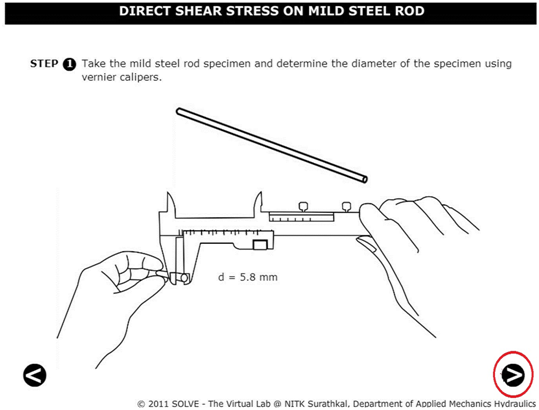 DIRECT SHEAR STRESS ON MILD STEEL ROD
STEP 1 Take the mild steel rod specimen and determine the diameter of the specimen using
vernier calipers.
d = 5.8 mm
© 2011 SOLVE - The Virtual Lab @ NITK Surathkal, Department of Applied Mechanics Hydraulics